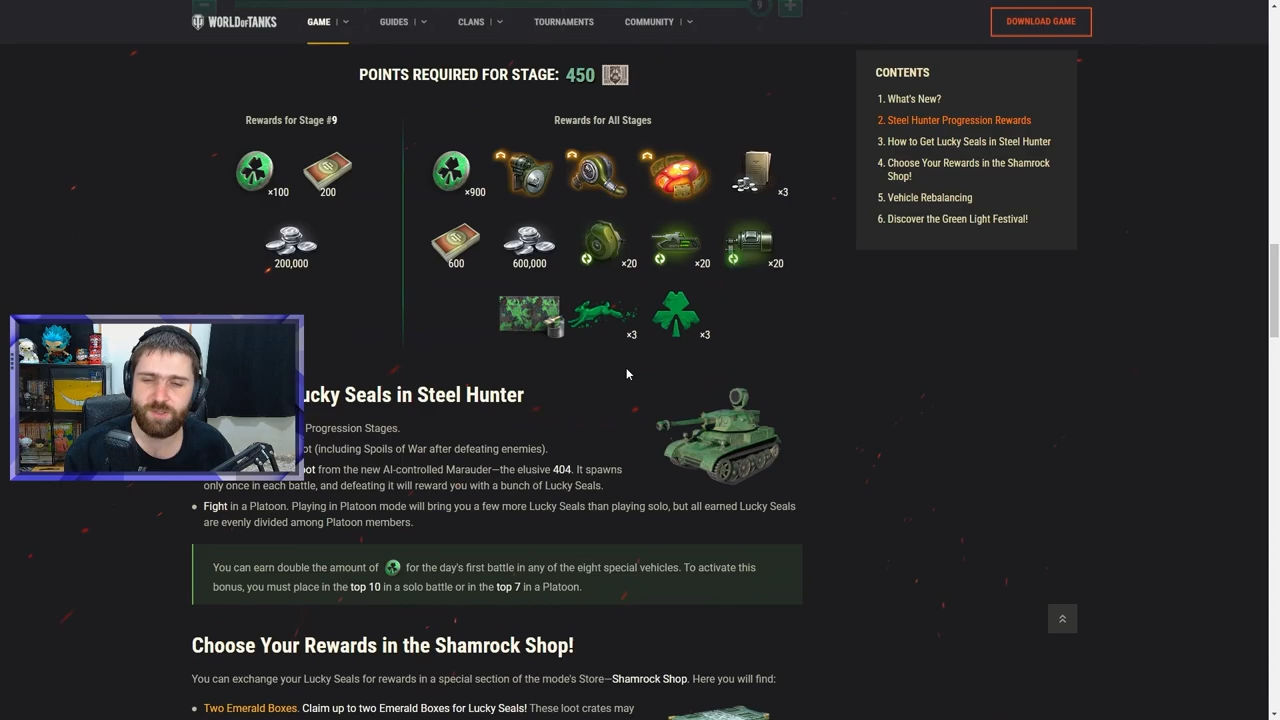 9
WORLD OF TANKS
GAME
GUIDES
CLANS
TOURNAMENTS
COMMUNITY
DOWNLOAD GAME
POINTS REQUIRED FOR STAGE: 450
Rewards for Stage #9
Rewards for All Stages
×100
200
×900
×3
200,000
600
600,000
×20
×20
×20
×3
×3
CONTENTS
1. What's New?
2. Steel Hunter Progression Rewards
3. How to Get Lucky Seals in Steel Hunter
4. Choose Your Rewards in the Shamrock
Shop!
5. Vehicle Rebalancing
6. Discover the Green Light Festival!
ucky Seals in Steel Hunter
Progression Stages.
ot (including Spoils of War after defeating enemies).
oot from the new AI-controlled Marauder—the elusive 404. It spawns
only once in each battle, and defeating it will reward you with a bunch of Lucky Seals.
Fight in a Platoon. Playing in Platoon mode will bring you a few more Lucky Seals than playing solo, but all earned Lucky Seals
are evenly divided among Platoon members.
You can earn double the amount of for the day's first battle in any of the eight special vehicles. To activate this
bonus, you must place in the top 10 in a solo battle or in the top 7 in a Platoon.
Choose Your Rewards in the Shamrock Shop!
You can exchange your Lucky Seals for rewards in a special section of the mode's Store—Shamrock Shop. Here you will find:
Two Emerald Boxes. Claim up to two Emerald Boxes for Lucky Seals! These loot crates may